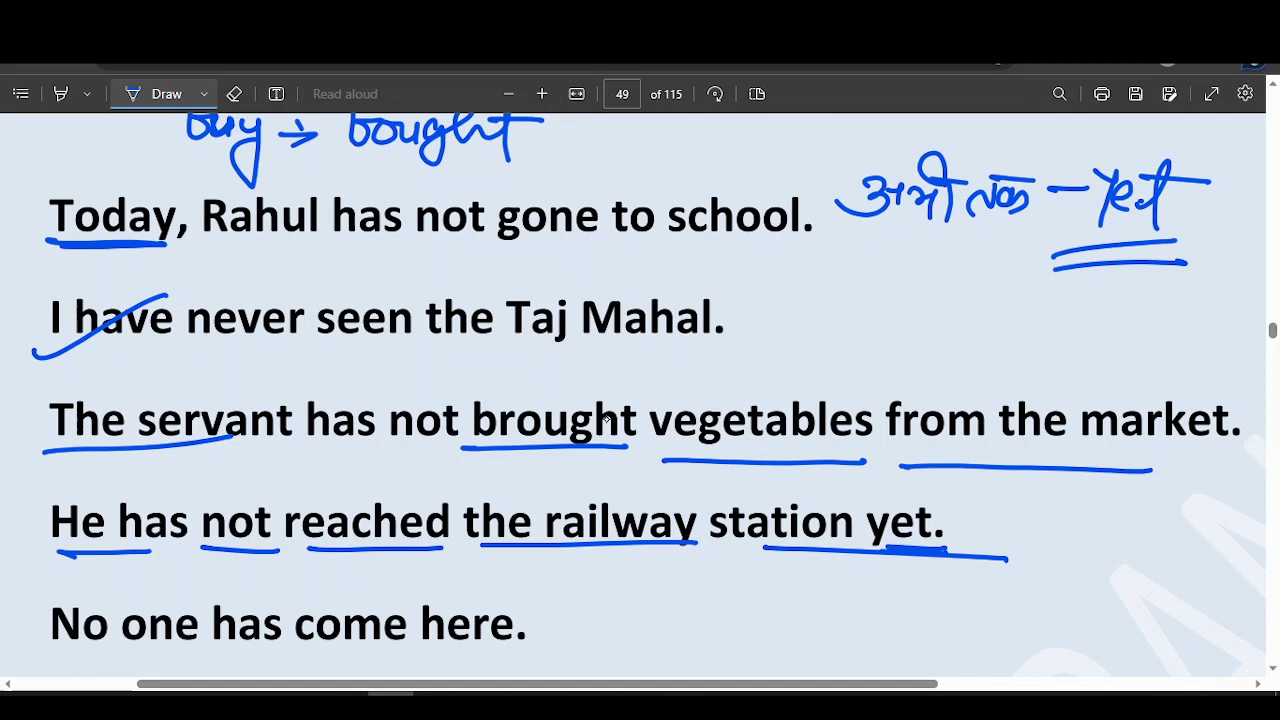 Draw
Read aloud
49 of 115
buy → bought
अभी तक – Yet
Today, Rahul has not gone to school.
I have never seen the Taj Mahal.
The servant has not brought vegetables from the market.
He has not reached the railway station yet.
No one has come here.